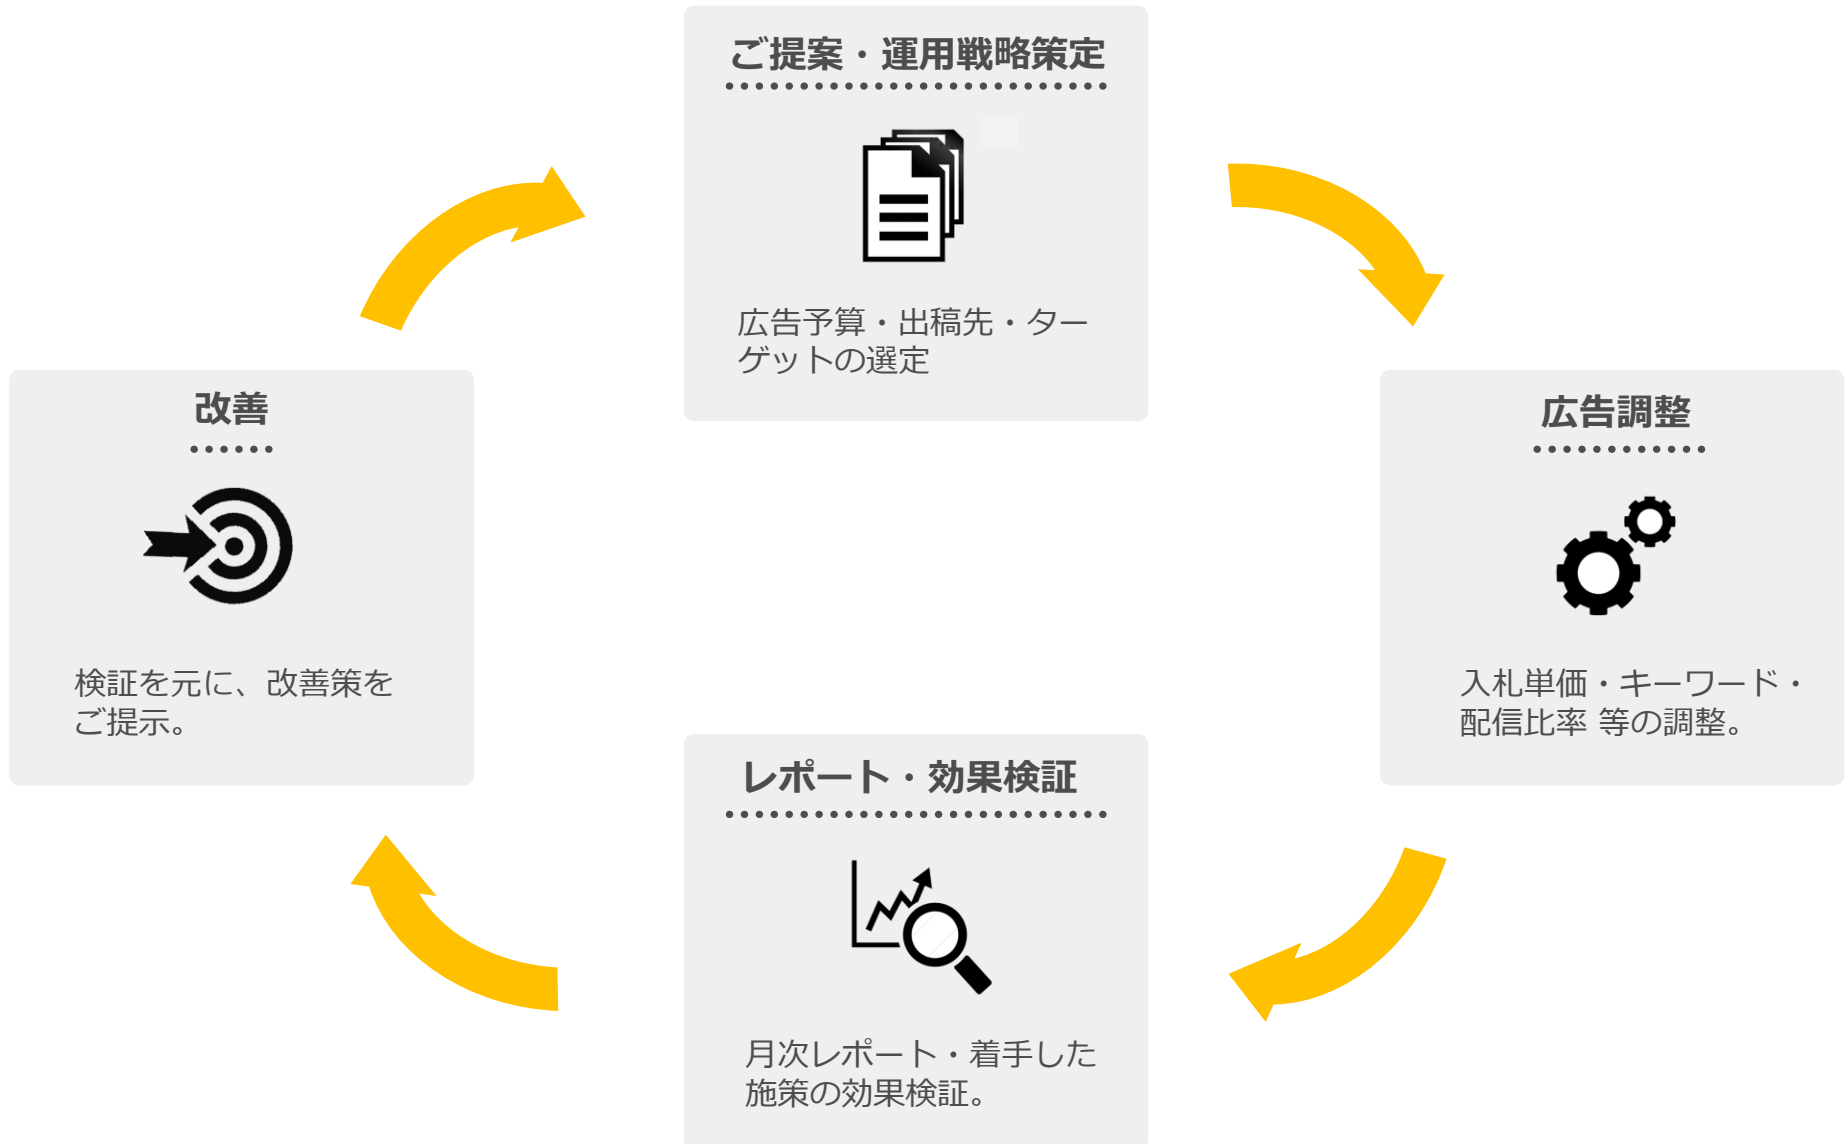 ご提案・運用戦略策定
広告予算・出稿先・ター
ゲットの選定
広告調整
入札単価・キーワード・
配信比率 等の調整。
レポート・効果検証
月次レポート・着手した
施策の効果検証。
改善
検証を元に、改善策を
ご提示。